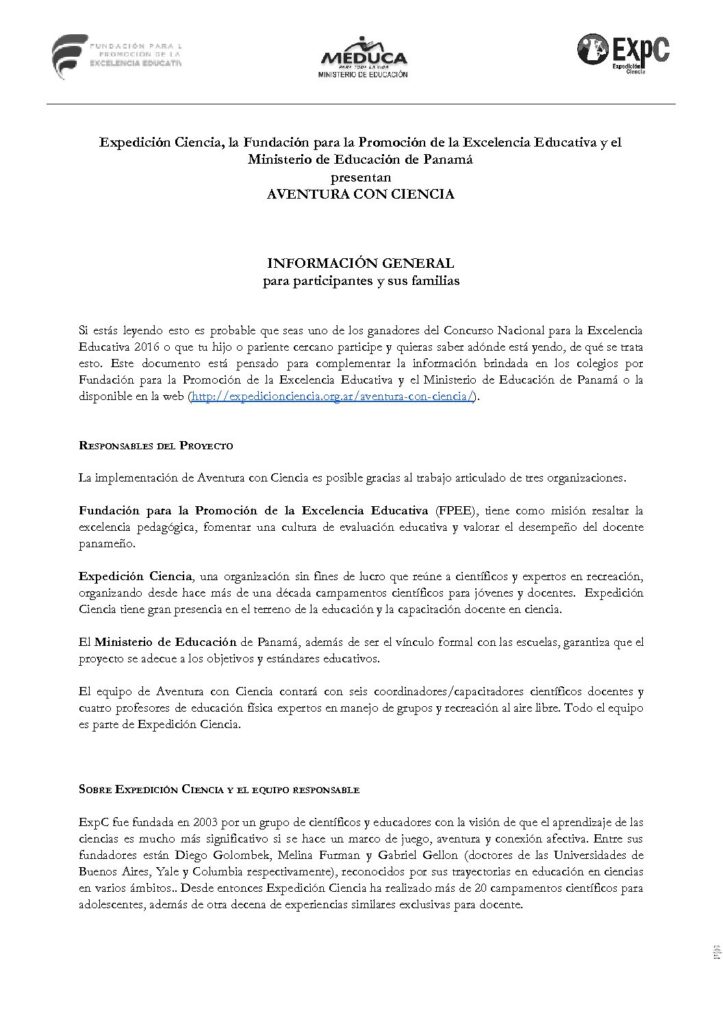 FUNDACIÓN PARA L
PROMOCIÓN DE LA
EXCELENCIA EDUCATIV
MEDUCA
PARA TODA LA VIDA
MINISTERIO DE EDUCACIÓN
ExpC
Expedición
Ciencia
Expedición Ciencia, la Fundación para la Promoción de la Excelencia Educativa y el
Ministerio de Educación de Panamá
presentan
AVENTURA CON CIENCIA
INFORMACIÓN GENERAL
para participantes y sus familias
Si estás leyendo esto es probable que seas uno de los ganadores del Concurso Nacional para la Excelencia
Educativa 2016 o que tu hijo o pariente cercano participe y quieras saber adónde está yendo, de qué se trata
esto. Este documento está pensado para complementar la información brindada en los colegios por
Fundación para la Promoción de la Excelencia Educativa y el Ministerio de Educación de Panamá o la
disponible en la web (http://expedicionciencia.org.ar/aventura-con-ciencia/).
RESPONSABLES DEL PROYECTO
La implementación de Aventura con Ciencia es posible gracias al trabajo articulado de tres organizaciones.
Fundación para la Promoción de la Excelencia Educativa (FPEE), tiene como misión resaltar la
excelencia pedagógica, fomentar una cultura de evaluación educativa y valorar el desempeño del docente
panameño.
Expedición Ciencia, una organización sin fines de lucro que reúne a científicos y expertos en recreación,
organizando desde hace más de una década campamentos científicos para jóvenes y docentes. Expedición
Ciencia tiene gran presencia en el terreno de la educación y la capacitación docente en ciencia.
El Ministerio de Educación de Panamá, además de ser el vínculo formal con las escuelas, garantiza que el
proyecto se adecue a los objetivos y estándares educativos.
El equipo de Aventura con Ciencia contará con seis coordinadores/capacitadores científicos docentes y
cuatro profesores de educación física expertos en manejo de grupos y recreación al aire libre. Todo el equipo
es parte de Expedición Ciencia.
SOBRE EXPEDICIÓN CIENCIA Y EL EQUIPO RESPONSABLE
ExpC fue fundada en 2003 por un grupo de científicos y educadores con la visión de que el aprendizaje de las
ciencias es mucho más significativo si se hace un marco de juego, aventura y conexión afectiva. Entre sus
fundadores están Diego Golombek, Melina Furman y Gabriel Gellon (doctores de las Universidades de
Buenos Aires, Yale y Columbia respectivamente), reconocidos por sus trayectorias en educación en ciencias
en varios ámbitos.. Desde entonces Expedición Ciencia ha realizado más de 20 campamentos científicos para
adolescentes, además de otra decena de experiencias similares exclusivas para docente.